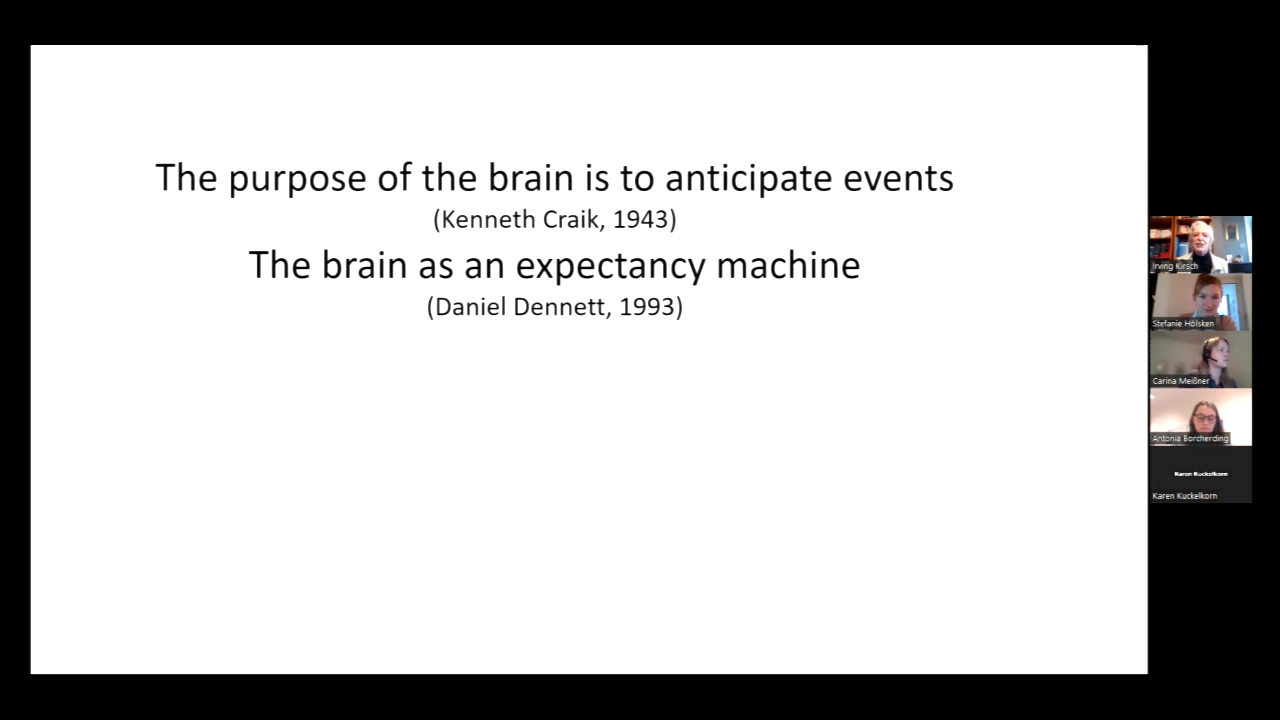 The purpose of the brain is to anticipate events
(Kenneth Craik, 1943)
The brain as an expectancy machine
(Daniel Dennett, 1993)
Irving Kirsch
Stefanie Hölsken
Carina Meißner
Antonia Borcherding
Karen Kuckelkorn
Karen Kuckelkorn